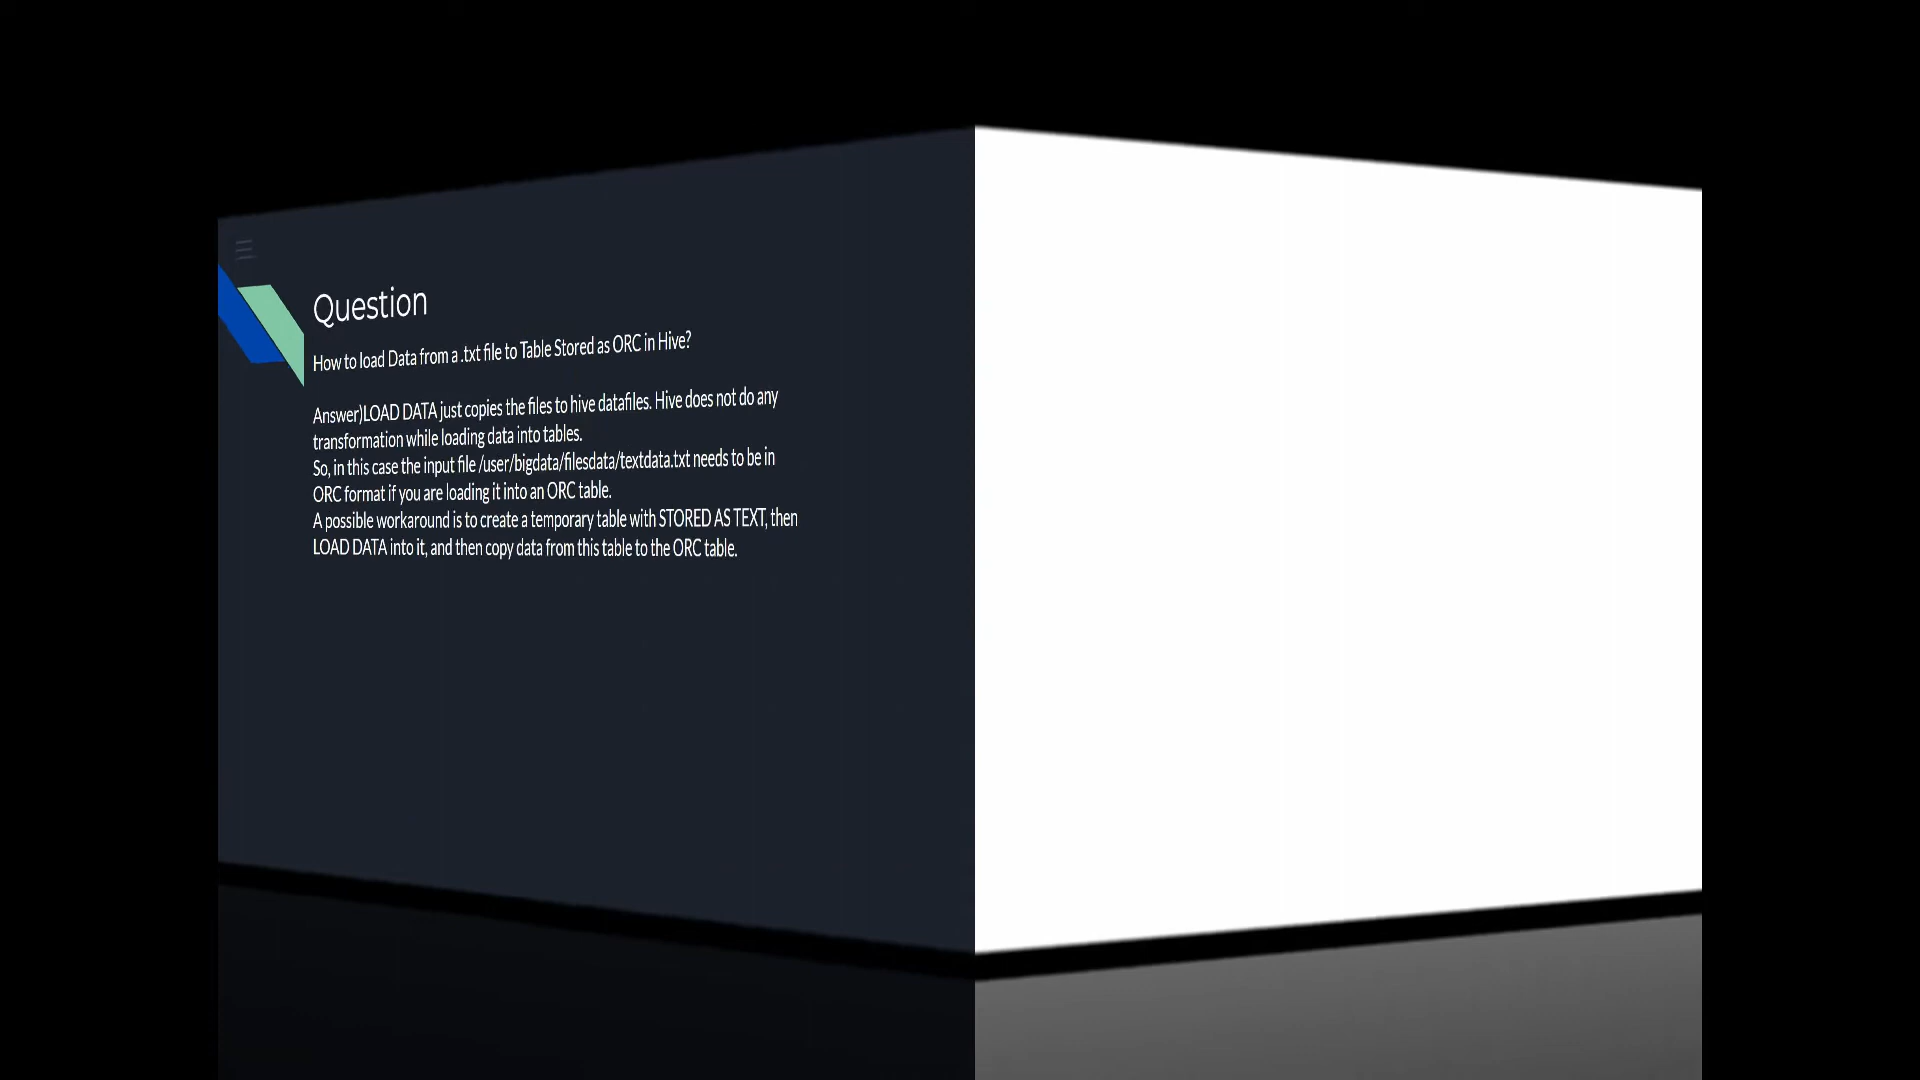 Question
How to load Data from a .txt file to Table Stored as ORC in Hive?
Answer)LOAD DATA just copies the files to hive datafiles. Hive does not do any
transformation while loading data into tables.
So, in this case the input file /user/bigdata/filesdata/textdata.txt needs to be in
ORC format if you are loading it into an ORC table.
A possible workaround is to create a temporary table with STORED AS TEXT, then
LOAD DATA into it, and then copy data from this table to the ORC table.